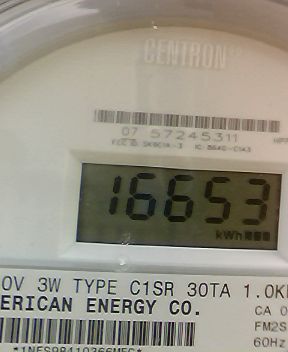 CENTRON
07 57245311
16653
kWh
0V 3W TYPE C1SR 30TA 1.0K
ERICAN ENERGY CO.
CA 0
FM2S
60Hz